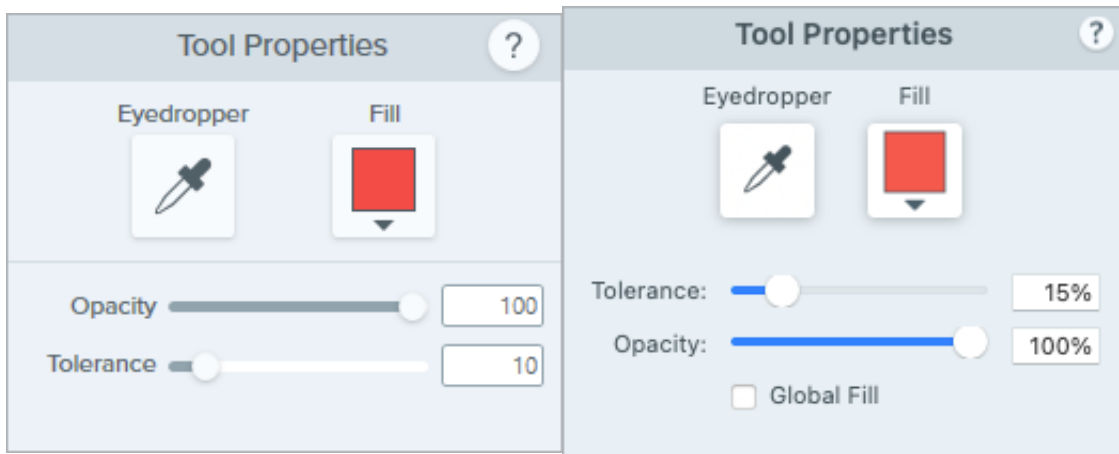 Tool Properties ?
Eyedropper Fill
Opacity 100
Tolerance 10
Tool Properties ?
Eyedropper Fill
Tolerance: 15%
Opacity: 100%
Global Fill